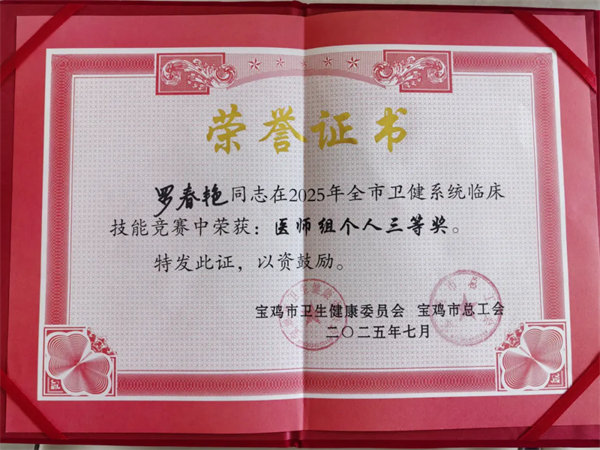 荣誉证书
罗春艳同志在2025年全市卫健系统临床
技能竞赛中荣获：医师组个人三等奖。
特发此证，以资鼓励。
宝鸡市卫生健康委员会 宝鸡市总工会
二〇二五年七月